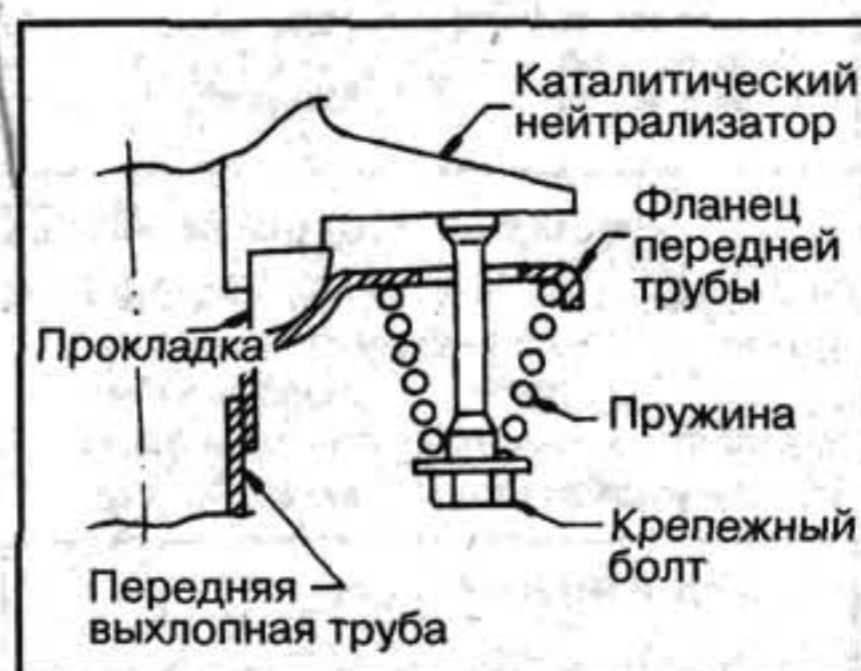 Каталитический
нейтрализатор
Фланец
передней
трубы
Прокладка
Пружина
Крепежный
болт
Передняя
выхлопная труба